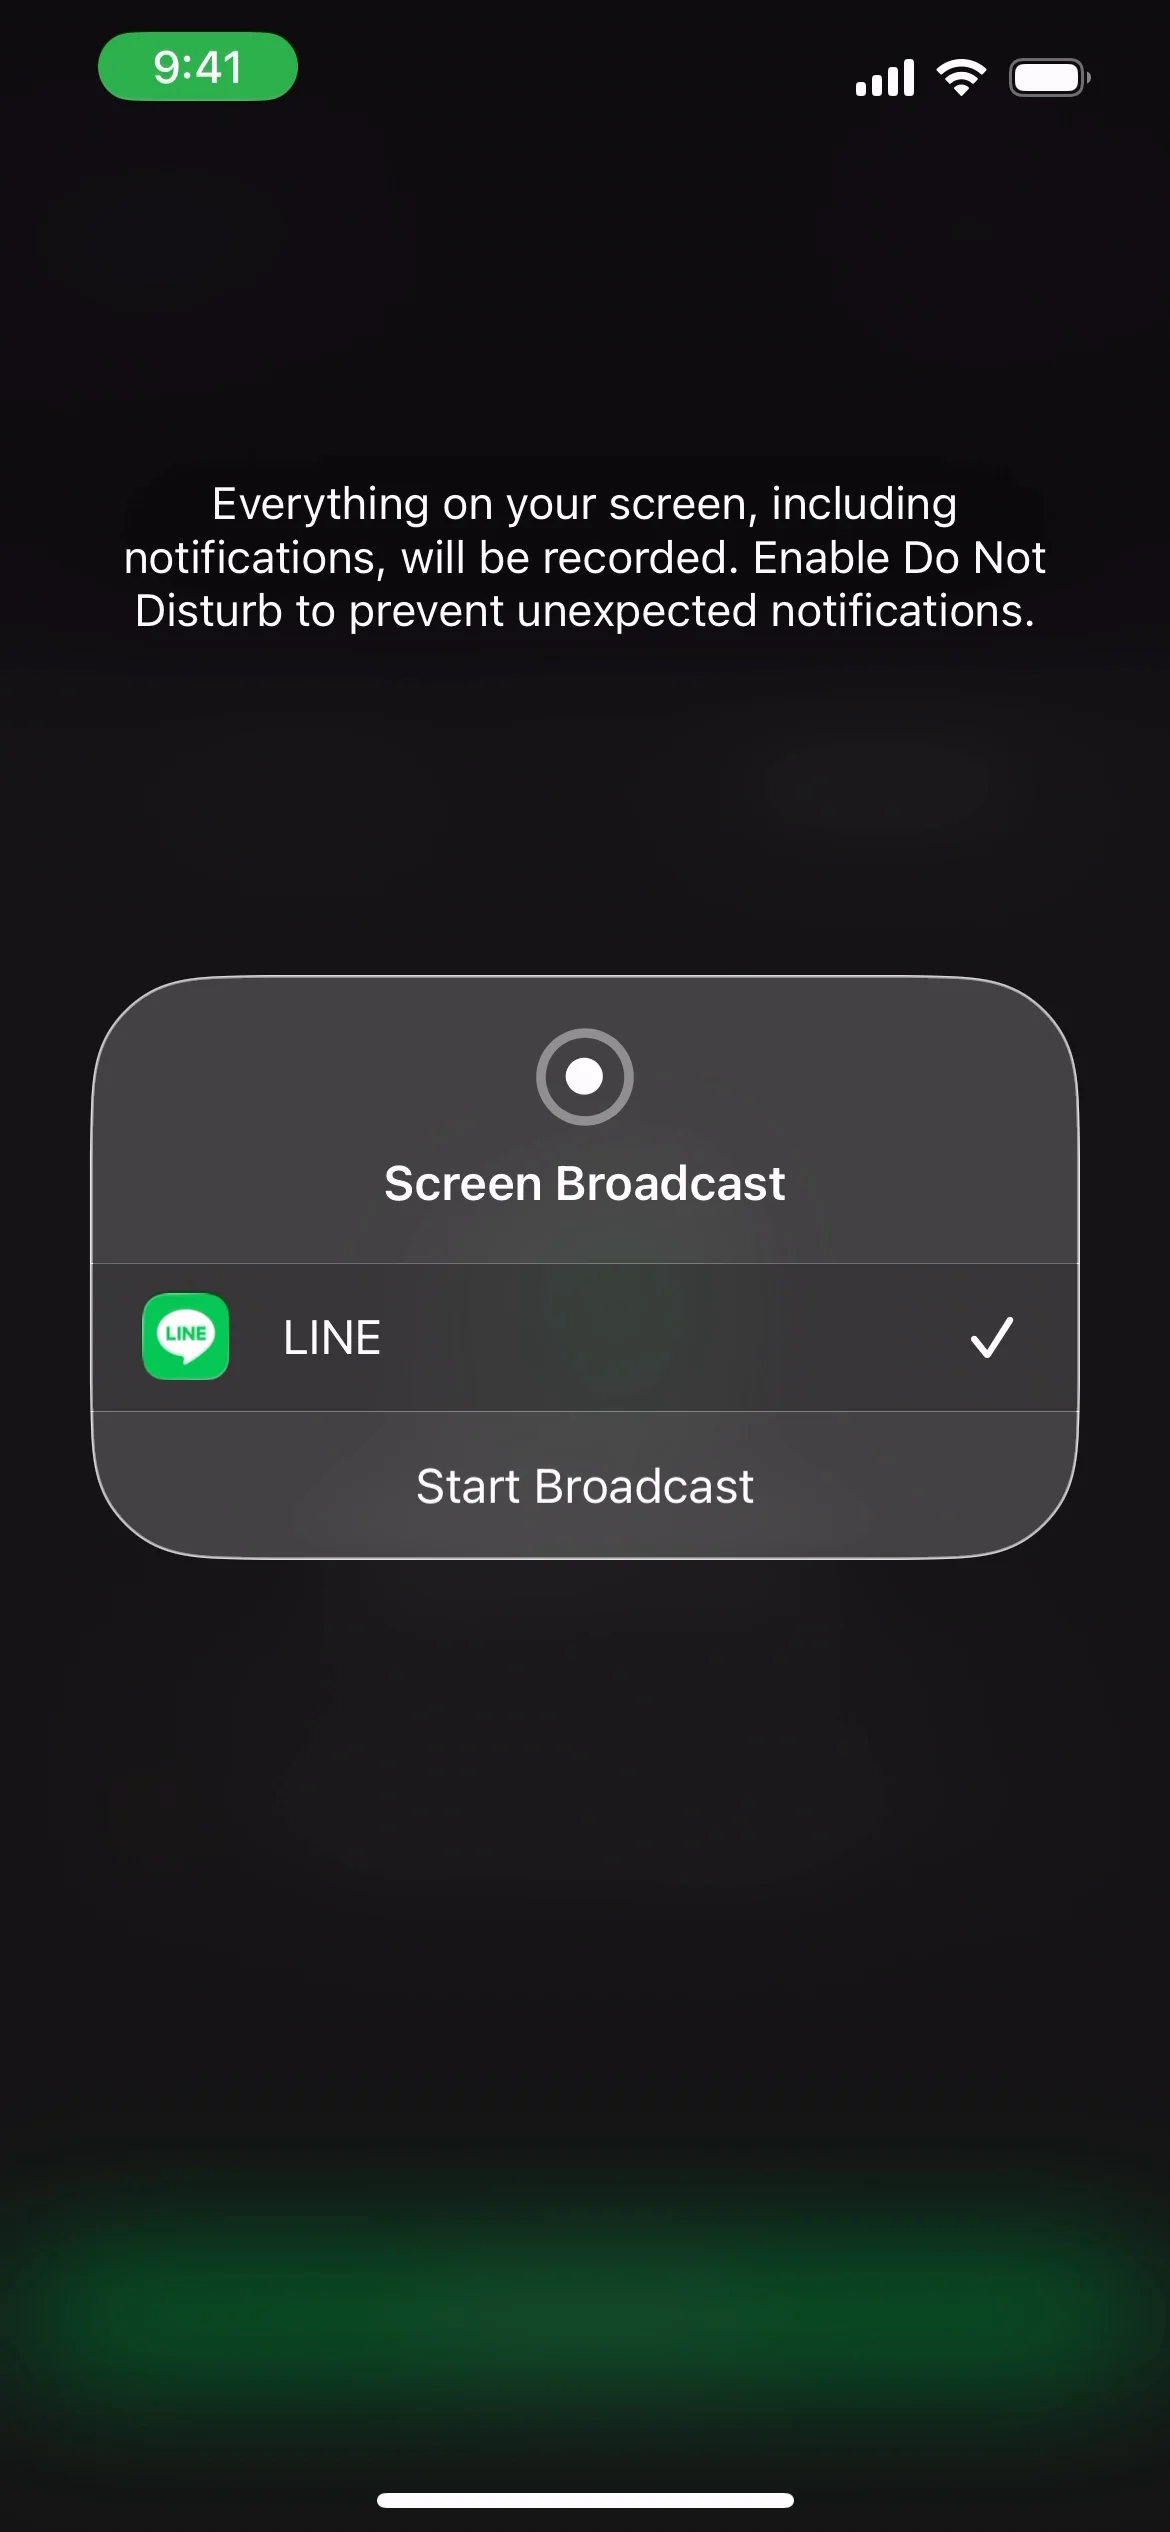 9:41
Everything on your screen, including
notifications, will be recorded. Enable Do Not
Disturb to prevent unexpected notifications.
Screen Broadcast
LINE
LINE
Start Broadcast